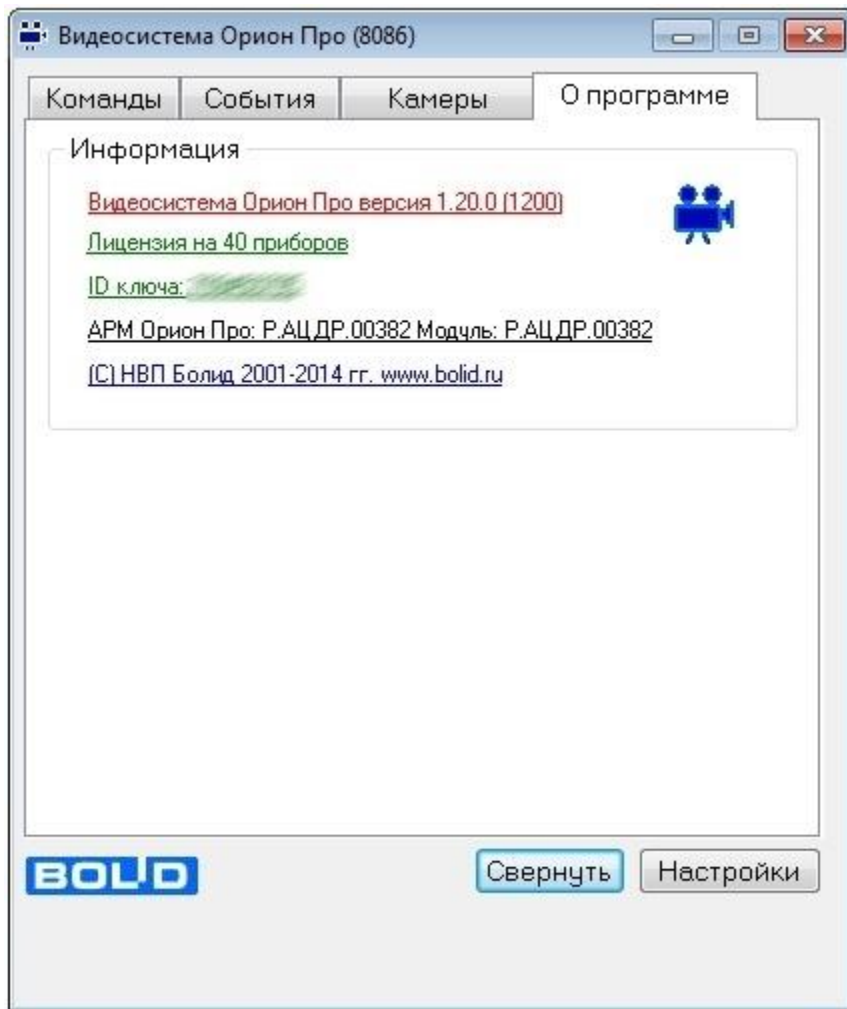 Видеосистема Орион Про (8086)
Команды События Камеры О программе
Информация
Видеосистема Орион Про версия 1.20.0 (1200)
Лицензия на 40 приборов
ID ключа:
АРМ Орион Про: Р.АЦДР.00382 Модуль: Р.АЦДР.00382
(C) НВП Болид 2001-2014 гг. www.bolid.ru
BOLID Свернуть Настройки